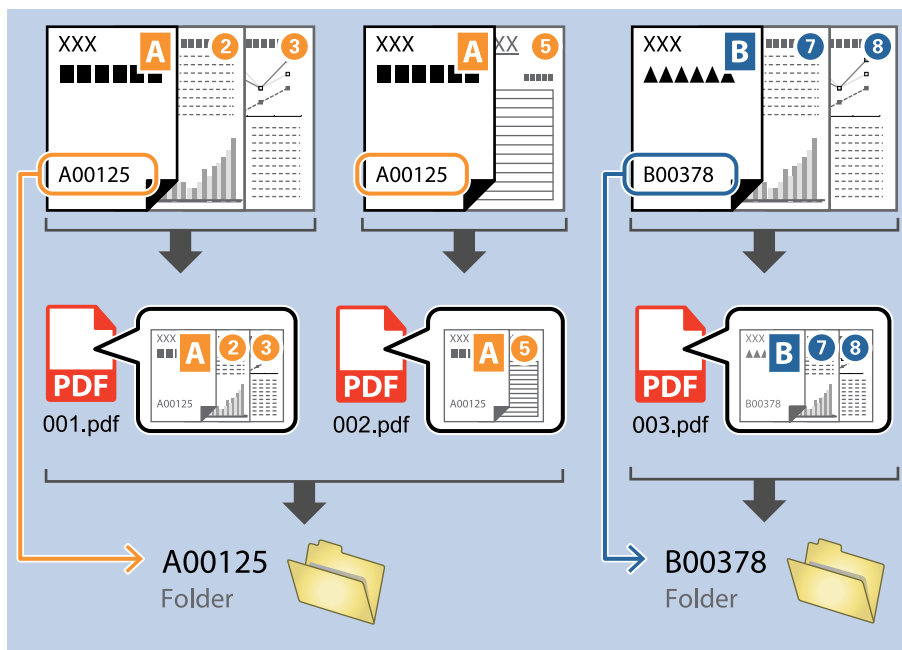 XXX A 2 3
A00125
XXX A XX 5
A00125
XXX B 7 8
B00378
PDF
001.pdf
XXX A 2 3
A00125
PDF
002.pdf
XXX A 5
A00125
PDF
003.pdf
XXX B 7 8
B00378
A00125
Folder
B00378
Folder